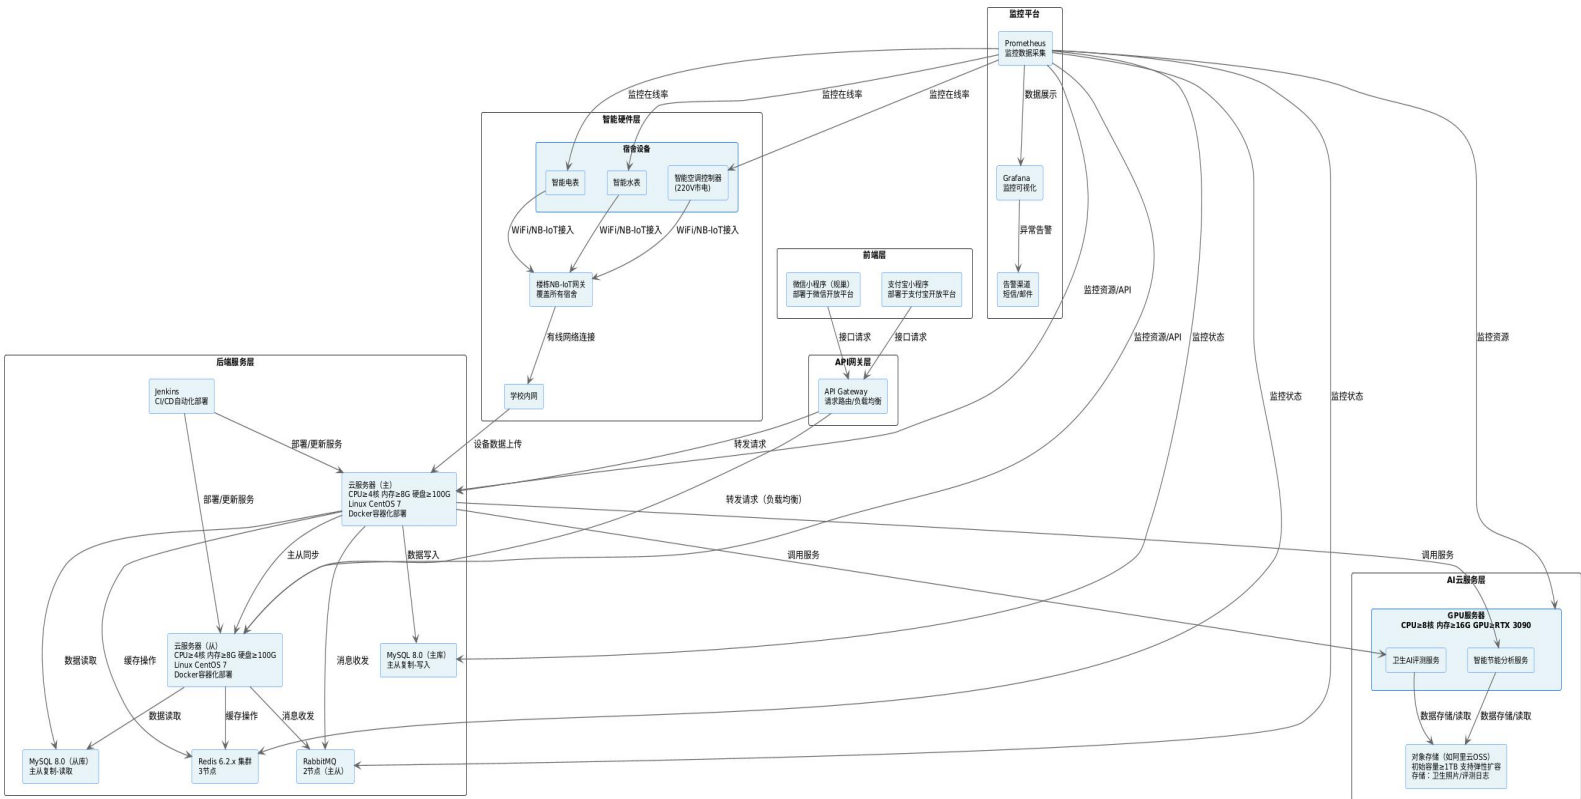 监控平台
Prometheus
监控数据采集
监控在线率
监控在线率
监控在线率
数据展示
智能硬件层
宿舍设备
智能电表
智能水表
智能空调控制器
(220V市电)
Grafana
监控可视化
WiFi/NB-IoT接入
WiFi/NB-IoT接入
WiFi/NB-IoT接入
异常告警
前端层
楼栋NB-IoT网关
覆盖所有宿舍
微信小程序（规巢）
部署于微信开放平台
支付宝小程序
部署于支付宝开放平台
告警渠道
短信/邮件
监控资源/API
有线网络连接
接口请求
接口请求
监控资源/API
监控状态
监控资源
后端服务层
API网关层
Jenkins
CI/CD自动化部署
学校内网
API Gateway
请求路由/负载均衡
监控状态
监控状态
部署/更新服务
设备数据上传
转发请求
云服务器（主）
CPU≥4核 内存≥8G 硬盘≥100G
Linux CentOS 7
Docker容器化部署
部署/更新服务
转发请求（负载均衡）
主从同步
数据写入
调用服务
调用服务
AI云服务层
GPU服务器
CPU≥8核 内存≥16G GPU≥RTX 3090
云服务器（从）
CPU≥4核 内存≥8G 硬盘≥100G
Linux CentOS 7
Docker容器化部署
数据读取
缓存操作
消息收发
MySQL 8.0（主库）
主从复制-写入
卫生AI评测服务
智能节能分析服务
数据读取
缓存操作
消息收发
数据存储/读取
数据存储/读取
MySQL 8.0（从库）
主从复制-读取
Redis 6.2.x 集群
3节点
RabbitMQ
2节点（主从）
对象存储（如阿里云OSS）
初始容量≥1TB 支持弹性扩容
存储：卫生照片/评测日志